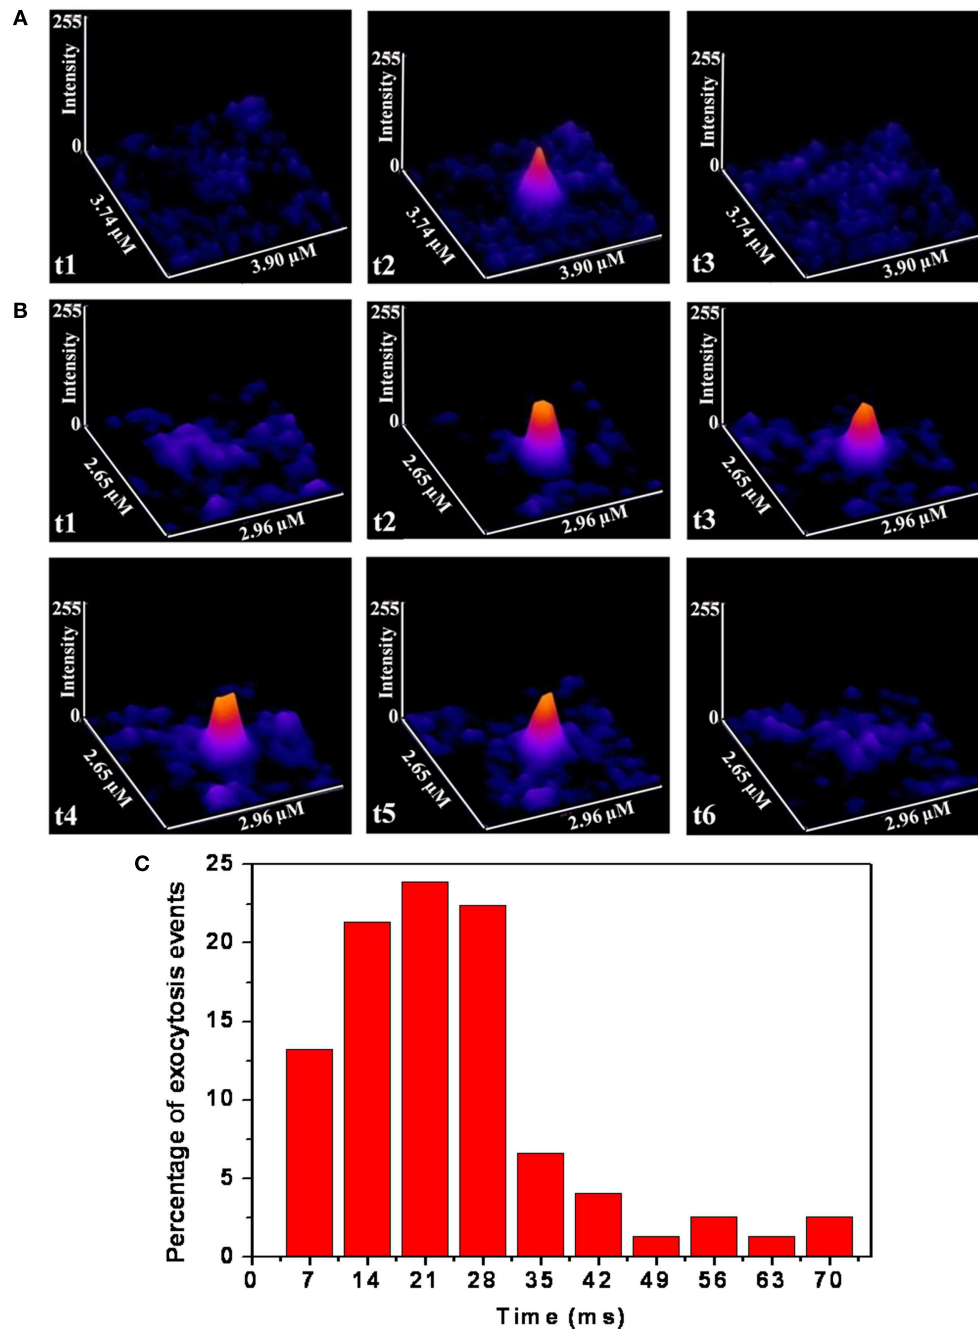 A
255
Intensity
0
3.74 µM
3.90 µM
t1
255
Intensity
0
3.74 µM
3.90 µM
t2
255
Intensity
0
3.74 µM
3.90 µM
t3
B
255
Intensity
0
2.65 µM
2.96 µM
t1
255
Intensity
0
2.65 µM
2.96 µM
t2
255
Intensity
0
2.65 µM
2.96 µM
t3
255
Intensity
0
2.65 µM
2.96 µM
t4
255
Intensity
0
2.65 µM
2.96 µM
t5
255
Intensity
0
2.65 µM
2.96 µM
t6
C
Percentage of exocytosis events
25
20
15
10
5
0
0 7 14 21 28 35 42 49 56 63 70
Time (ms)